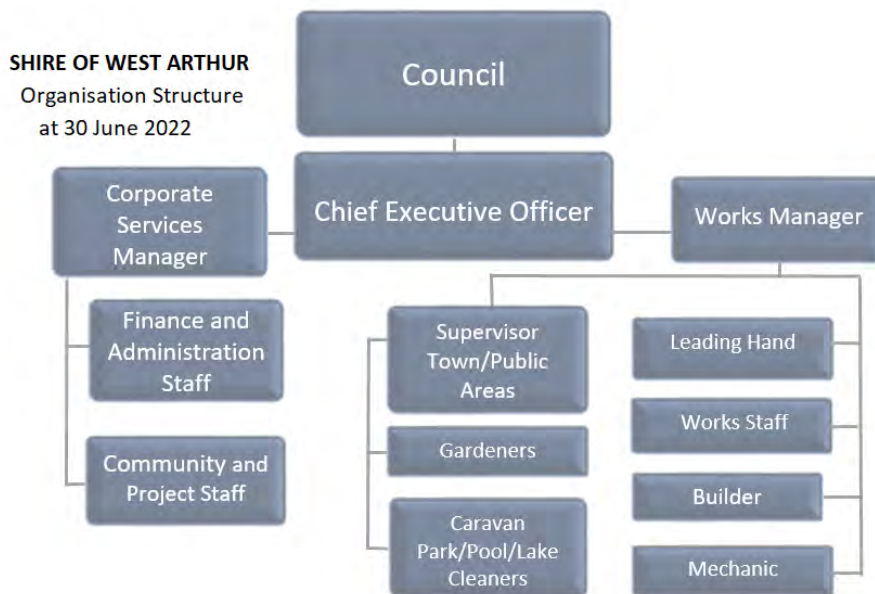 SHIRE OF WEST ARTHUR
Organisation Structure
at 30 June 2022
Council
Chief Executive Officer
Corporate
Services
Manager
Works Manager
Finance and
Administration
Staff
Community and
Project Staff
Supervisor
Town/Public
Areas
Gardeners
Caravan
Park/Pool/Lake
Cleaners
Leading Hand
Works Staff
Builder
Mechanic